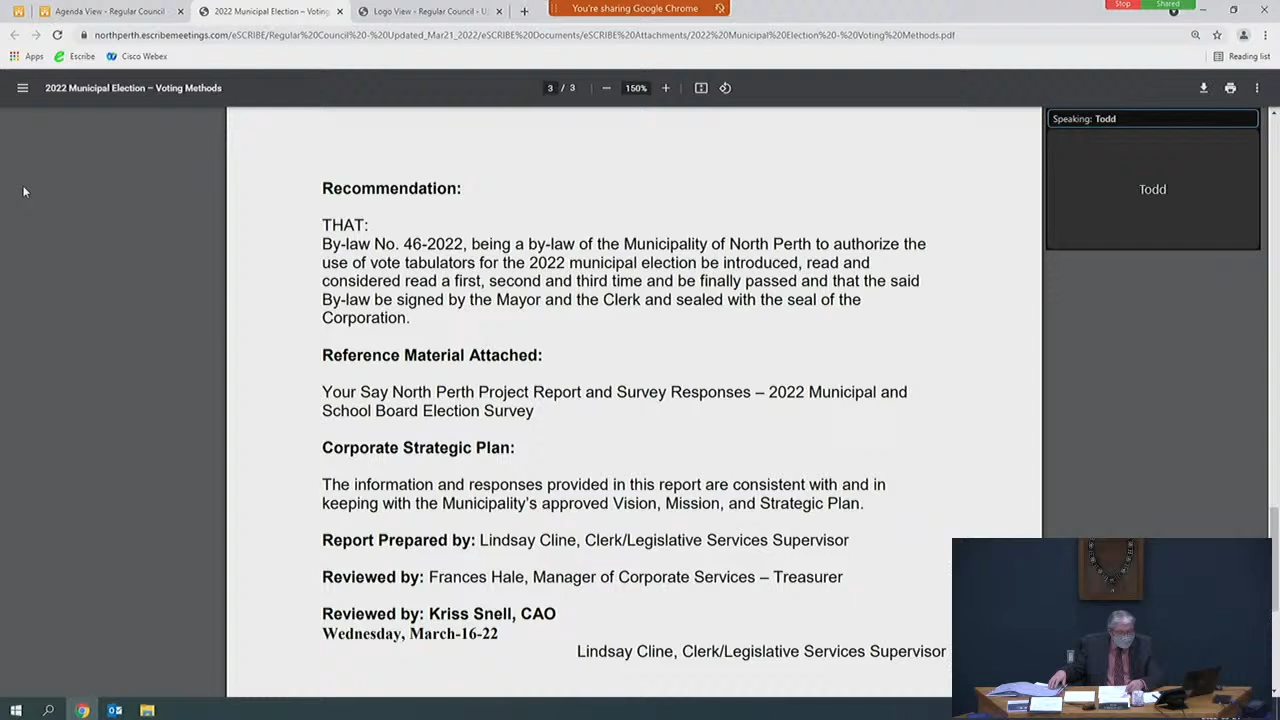 Agenda View - Regular Council
2022 Municipal Election – Voting
Logo View - Regular Council - U
You're sharing Google Chrome
Stop
Shared
northperth.escribemeetings.com/eSCRIBE/Regular%20Council%20-%20Updated_Mar21_2022/eSCRIBE%20Documents/eSCRIBE%20Attachments/2022%20Municipal%20Election%20-%20Voting%20Methods.pdf
Apps
Escribe
Cisco Webex
Reading list
2022 Municipal Election – Voting Methods
3 / 3
150%
Speaking: Todd
Todd
Recommendation:
THAT:
By-law No. 46-2022, being a by-law of the Municipality of North Perth to authorize the
use of vote tabulators for the 2022 municipal election be introduced, read and
considered read a first, second and third time and be finally passed and that the said
By-law be signed by the Mayor and the Clerk and sealed with the seal of the
Corporation.
Reference Material Attached:
Your Say North Perth Project Report and Survey Responses – 2022 Municipal and
School Board Election Survey
Corporate Strategic Plan:
The information and responses provided in this report are consistent with and in
keeping with the Municipality's approved Vision, Mission, and Strategic Plan.
Report Prepared by: Lindsay Cline, Clerk/Legislative Services Supervisor
Reviewed by: Frances Hale, Manager of Corporate Services – Treasurer
Reviewed by: Kriss Snell, CAO
Wednesday, March-16-22
Lindsay Cline, Clerk/Legislative Services Supervisor